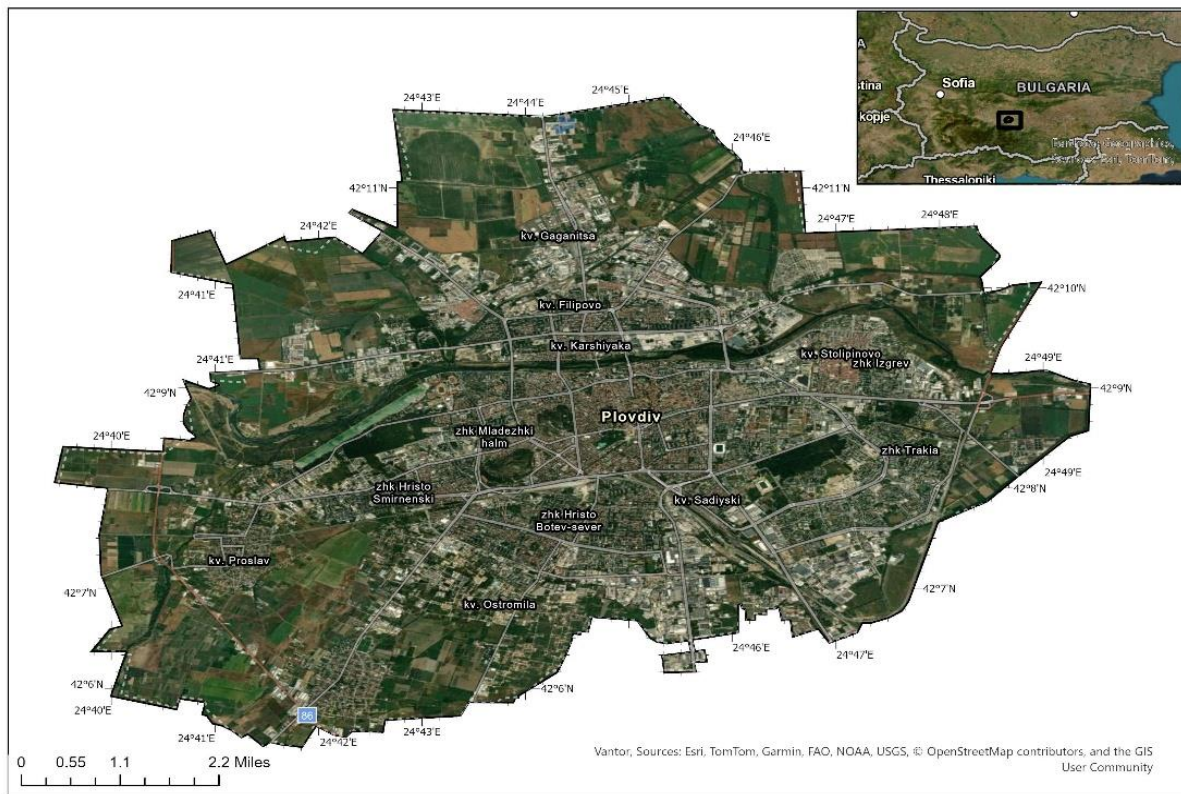 Sofia
BULGARIA
stina
kopje
Thessaloniki
24°43'E
24°44'E
24°45'E
24°46'E
42°11'N
42°11'N
24°42'E
24°47'E
24°48'E
kv. Gaganitsa
24°41'E
42°10'N
kv. Filipovo
kv. Karshiyaka
kv. Stolipinovo
zhk Izgrev
24°41'E
24°49'E
42°9'N
42°9'N
Plovdiv
24°40'E
zhk Mladezhki
halm
zhk Trakia
24°49'E
zhk Hristo
Smirnenski
kv. Sadiyski
42°8'N
zhk Hristo
Botev-sever
kv. Proslav
42°7'N
42°7'N
kv. Ostromila
24°46'E
24°47'E
42°6'N
42°6'N
24°40'E
86
24°41'E
24°42'E
24°43'E
0 0.55 1.1 2.2 Miles
Vantor, Sources: Esri, TomTom, Garmin, FAO, NOAA, USGS, © OpenStreetMap contributors, and the GIS
User Community